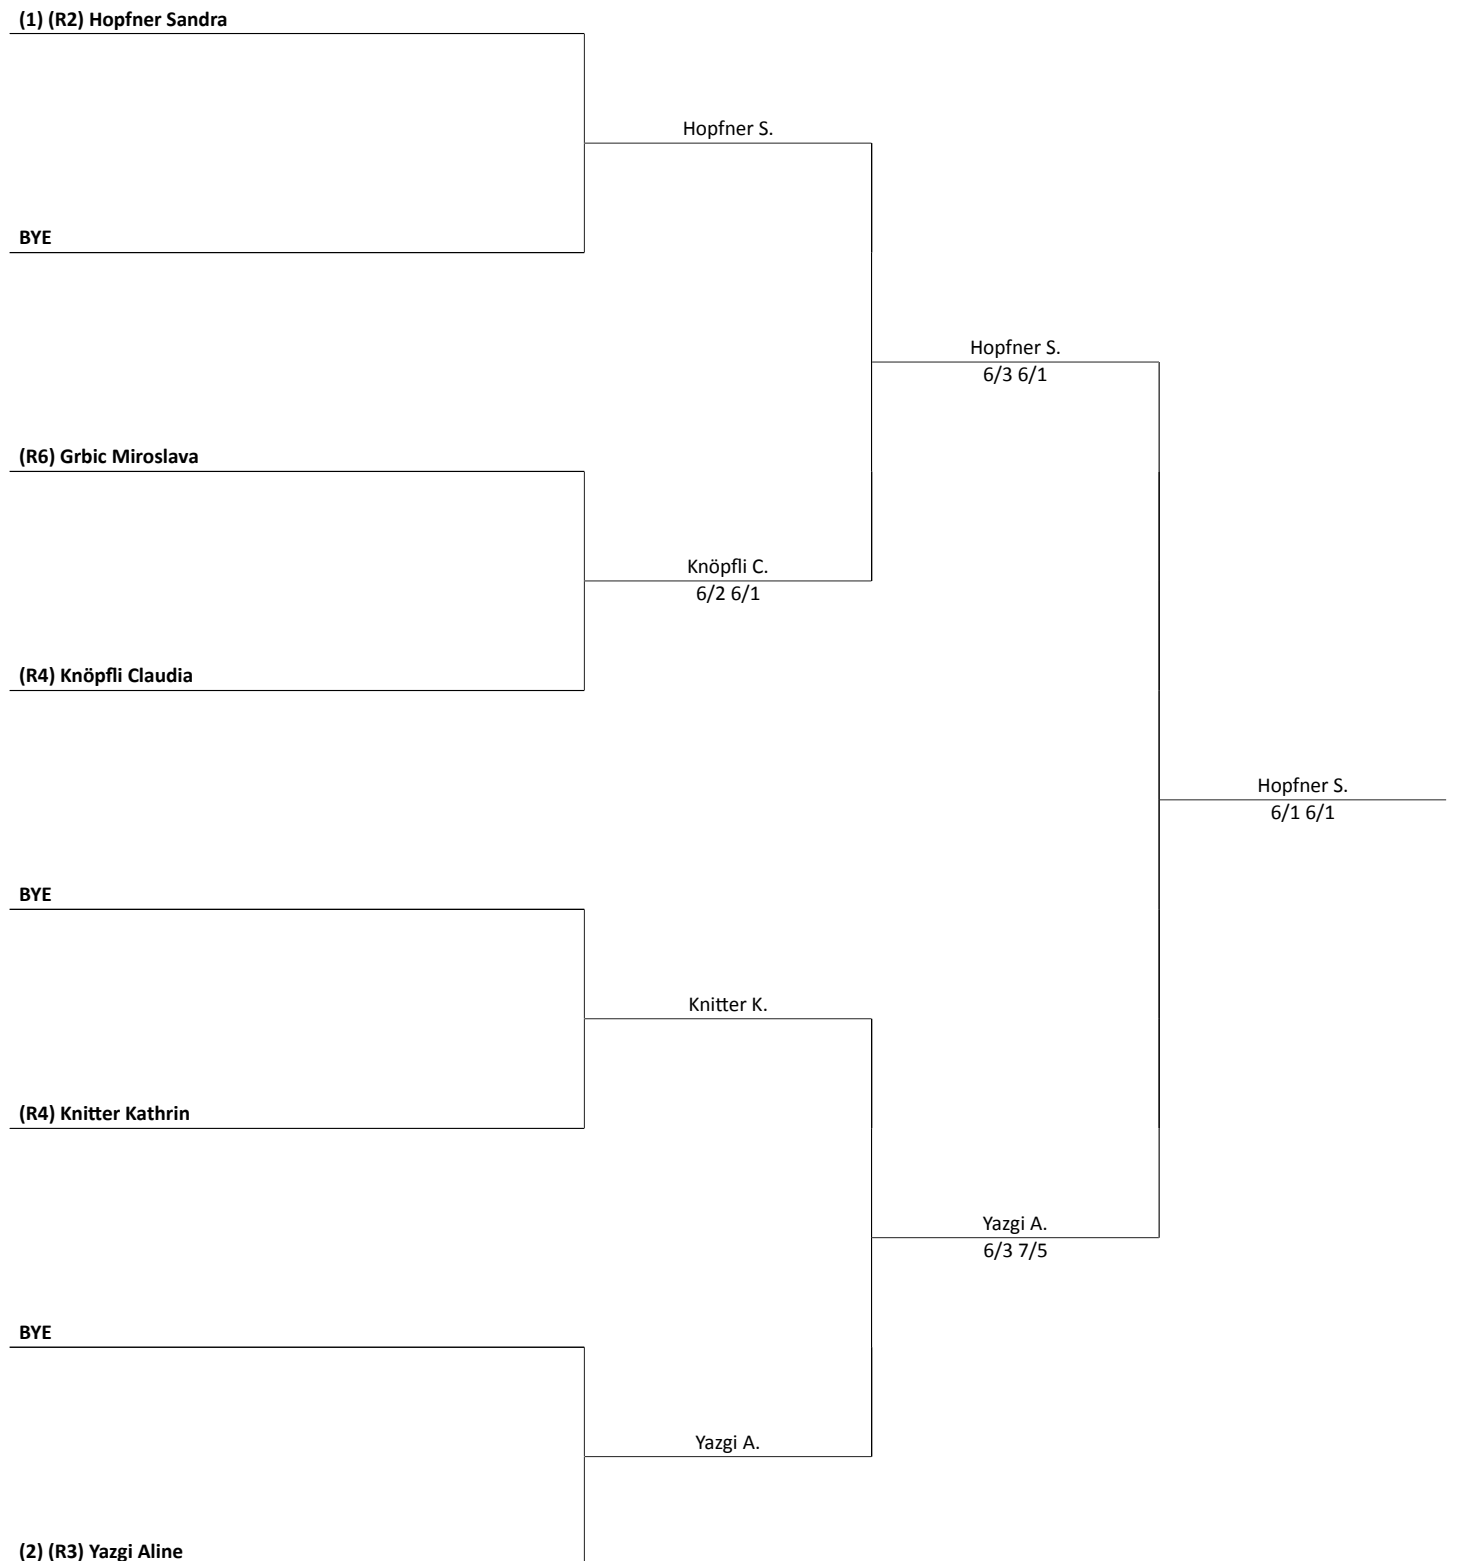 (1) (R2) Hopfner Sandra
Hopfner S.
BYE
Hopfner S.
6/3 6/1
(R6) Grbic Miroslava
Knöpfli C.
6/2 6/1
(R4) Knöpfli Claudia
Hopfner S.
6/1 6/1
BYE
Knitter K.
(R4) Knitter Kathrin
Yazgi A.
6/3 7/5
BYE
Yazgi A.
(2) (R3) Yazgi Aline